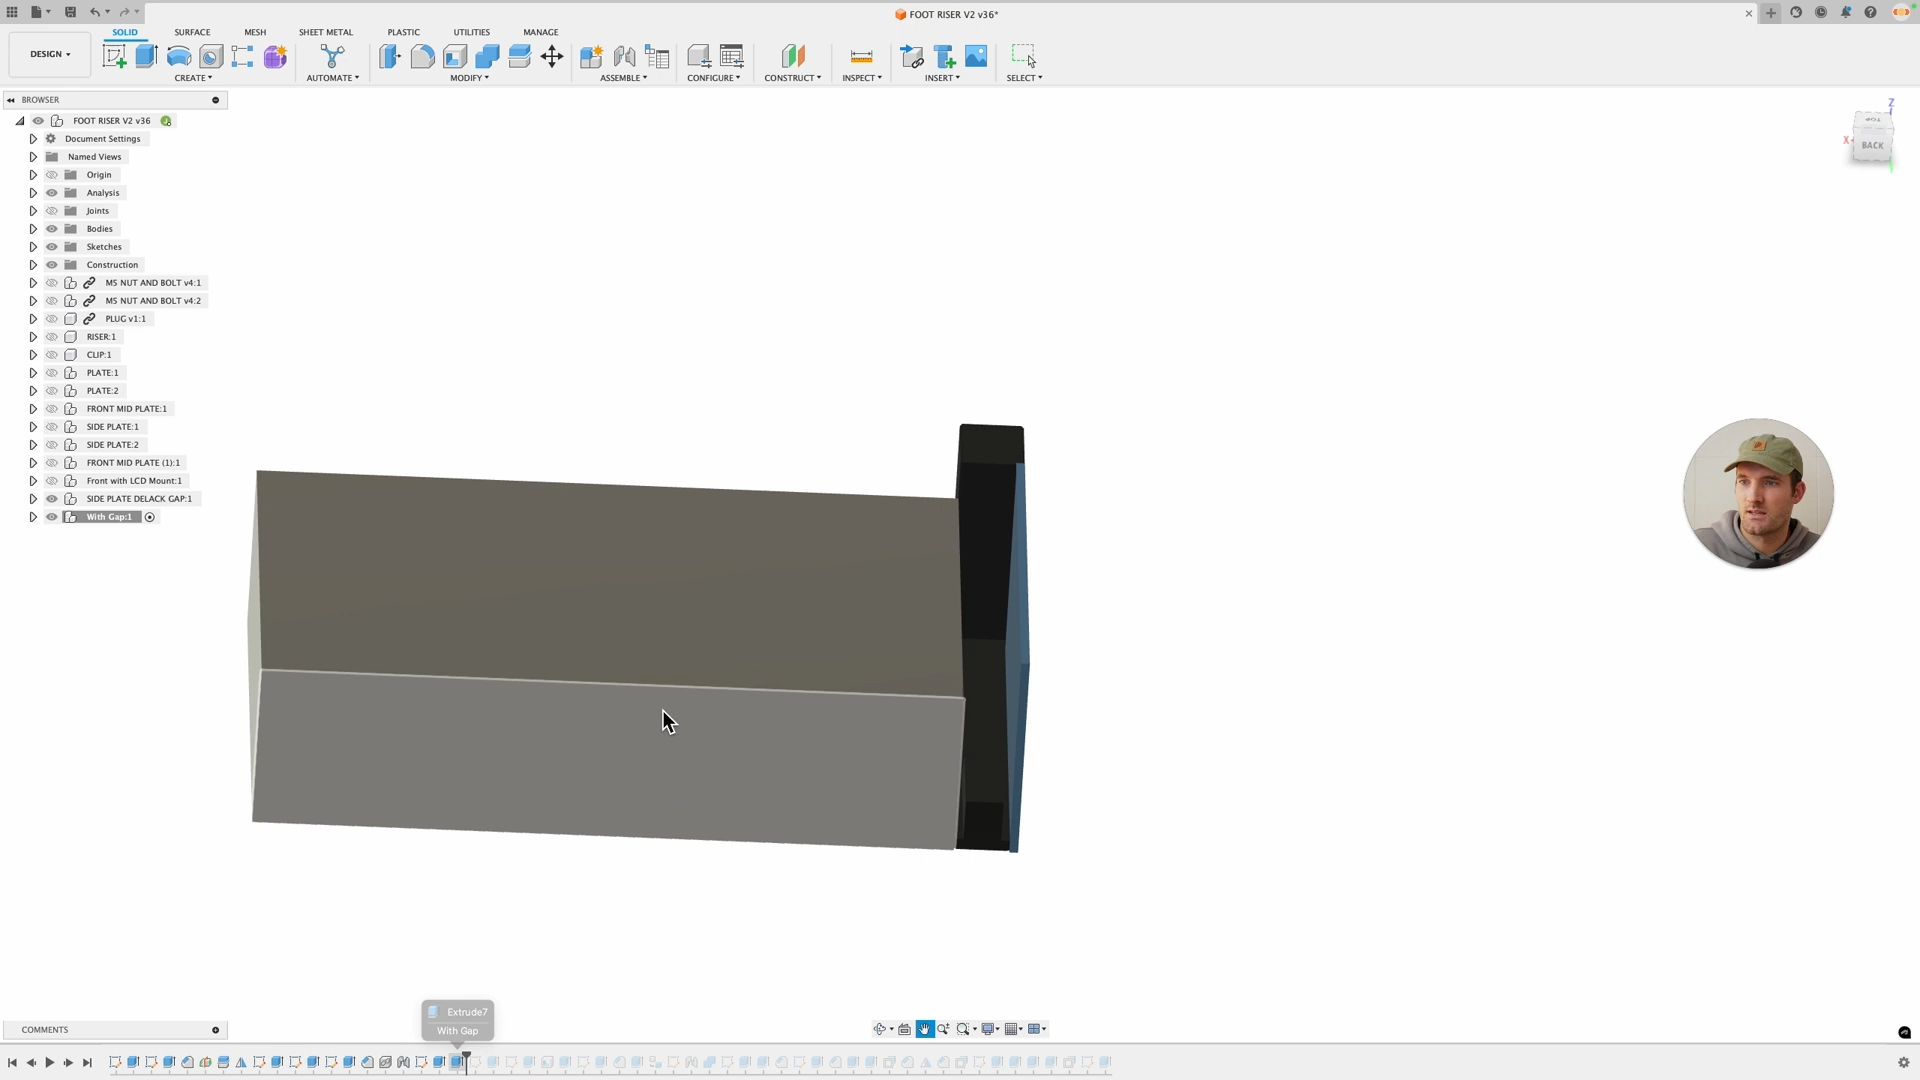 FOOT RISER V2 v36*
DESIGN
SOLID
SURFACE
MESH
SHEET METAL
PLASTIC
UTILITIES
MANAGE
CREATE
AUTOMATE
MODIFY
ASSEMBLE
CONFIGURE
CONSTRUCT
INSPECT
INSERT
SELECT
BROWSER
FOOT RISER V2 v36
Document Settings
Named Views
Origin
Analysis
Joints
Bodies
Sketches
Construction
M5 NUT AND BOLT v4:1
M5 NUT AND BOLT v4:2
PLUG v1:1
RISER:1
CLIP:1
PLATE:1
PLATE:2
FRONT MID PLATE:1
SIDE PLATE:1
SIDE PLATE:2
FRONT MID PLATE (1):1
Front with LCD Mount:1
SIDE PLATE DELACK GAP:1
With Gap:1
Z
TOP
X
BACK
Extrude7
With Gap
COMMENTS